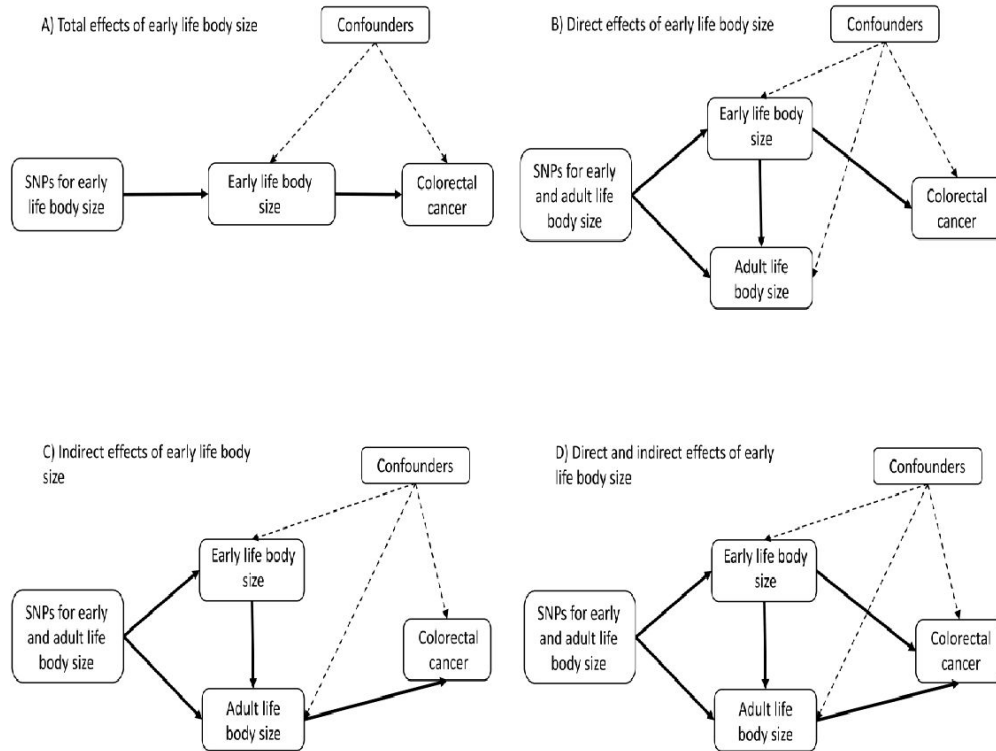 A) Total effects of early life body size
Confounders
SNPs for early
life body size
Early life body
size
Colorectal
cancer
B) Direct effects of early life body size
Confounders
Early life body
size
SNPs for early
and adult life
body size
Colorectal
cancer
Adult life
body size
C) Indirect effects of early life body
size
Confounders
Early life body
size
SNPs for early
and adult life
body size
Colorectal
cancer
Adult life
body size
D) Direct and indirect effects of early
life body size
Confounders
Early life body
size
SNPs for early
and adult life
body size
Colorectal
cancer
Adult life
body size